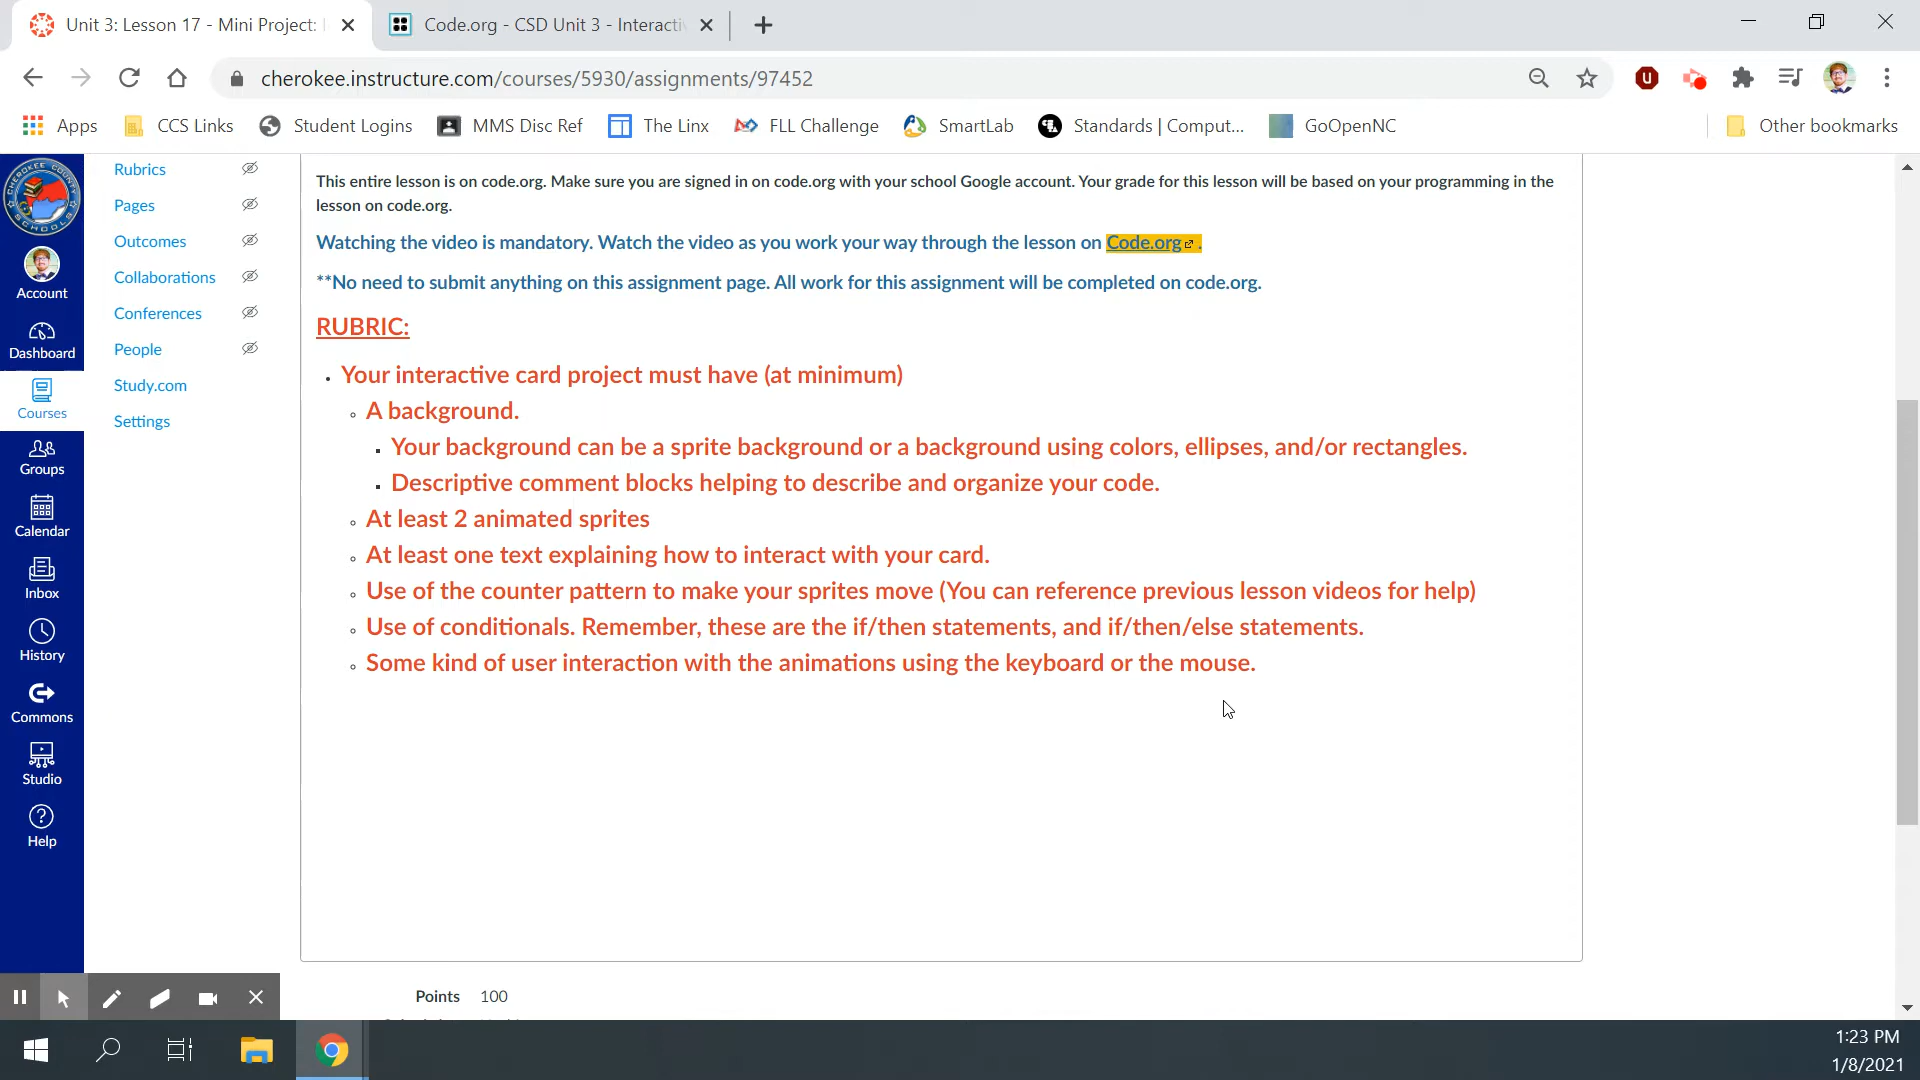 Unit 3: Lesson 17 - Mini Project:
Code.org - CSD Unit 3 - Interacti
cherokee.instructure.com/courses/5930/assignments/97452
Apps
CCS Links
Student Logins
MMS Disc Ref
The Linx
FLL Challenge
SmartLab
Standards | Comput...
GoOpenNC
Other bookmarks
Account
Dashboard
Courses
Groups
Calendar
Inbox
History
Commons
Studio
Help
Rubrics
Pages
Outcomes
Collaborations
Conferences
People
Study.com
Settings
This entire lesson is on code.org. Make sure you are signed in on code.org with your school Google account. Your grade for this lesson will be based on your programming in the
lesson on code.org.
Watching the video is mandatory. Watch the video as you work your way through the lesson on Code.org .
**No need to submit anything on this assignment page. All work for this assignment will be completed on code.org.
RUBRIC:
Your interactive card project must have (at minimum)
A background.
Your background can be a sprite background or a background using colors, ellipses, and/or rectangles.
Descriptive comment blocks helping to describe and organize your code.
At least 2 animated sprites
At least one text explaining how to interact with your card.
Use of the counter pattern to make your sprites move (You can reference previous lesson videos for help)
Use of conditionals. Remember, these are the if/then statements, and if/then/else statements.
Some kind of user interaction with the animations using the keyboard or the mouse.
Points 100
1:23 PM
1/8/2021